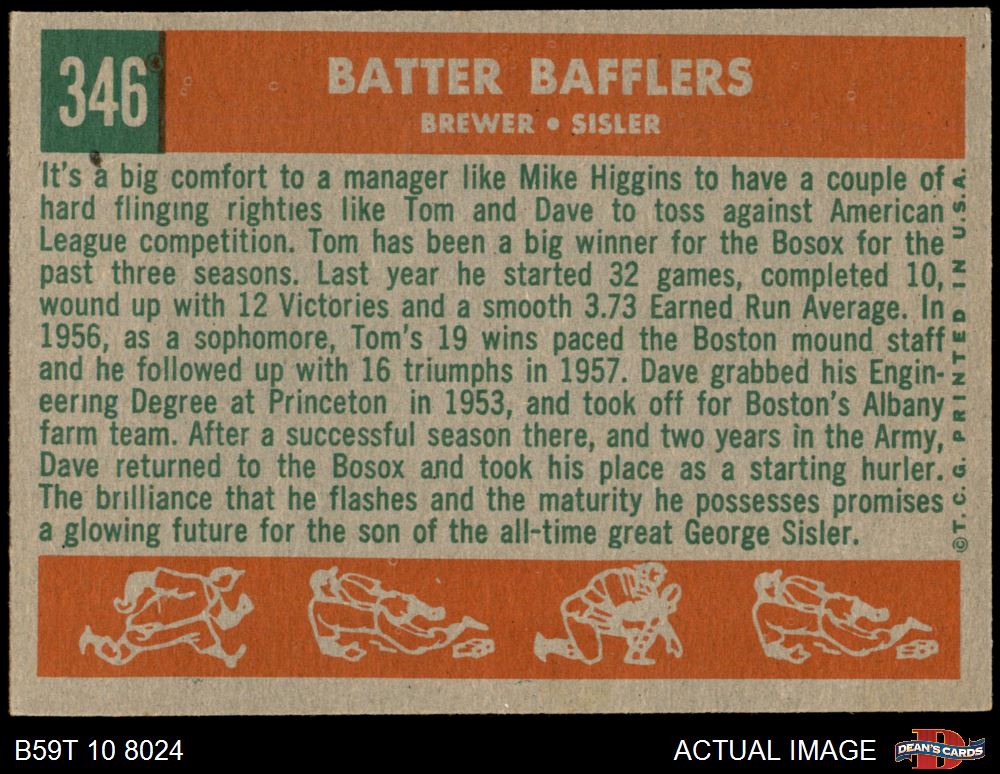 346
BATTER BAFFLERS
BREWER • SISLER
It's a big comfort to a manager like Mike Higgins to have a couple of
hard flinging righties like Tom and Dave to toss against American
League competition. Tom has been a big winner for the Bosox for the
past three seasons. Last year he started 32 games, completed 10,
wound up with 12 Victories and a smooth 3.73 Earned Run Average. In
1956, as a sophomore, Tom's 19 wins paced the Boston mound staff
and he followed up with 16 triumphs in 1957. Dave grabbed his Engin-
eering Degree at Princeton in 1953, and took off for Boston's Albany
farm team. After a successful season there, and two years in the Army,
Dave returned to the Bosox and took his place as a starting hurler.
The brilliance that he flashes and the maturity he possesses promises
a glowing future for the son of the all-time great George Sisler.
© T. C. G. PRINTED IN U.S.A.
B59T 10 8024
ACTUAL IMAGE
DEAN'S CARDS